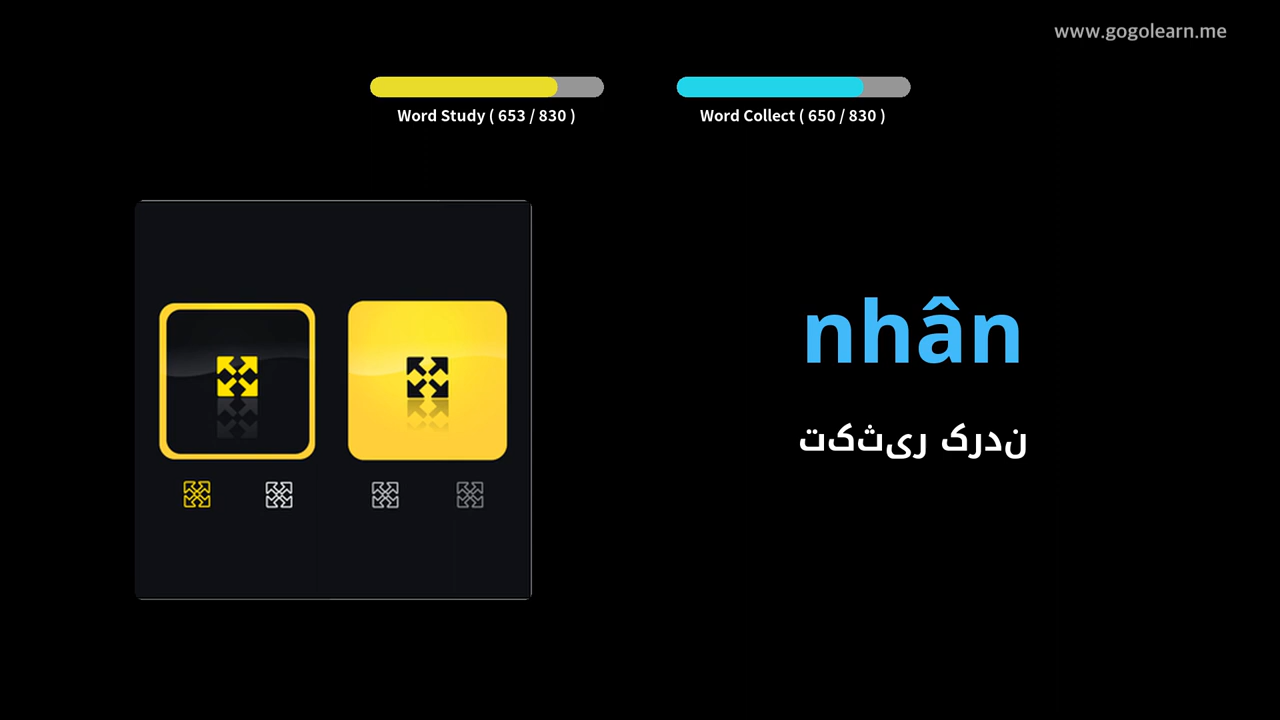 www.gogolearn.me
Word Study ( 653 / 830 )
Word Collect ( 650 / 830 )
nhân
تکثیر کردن